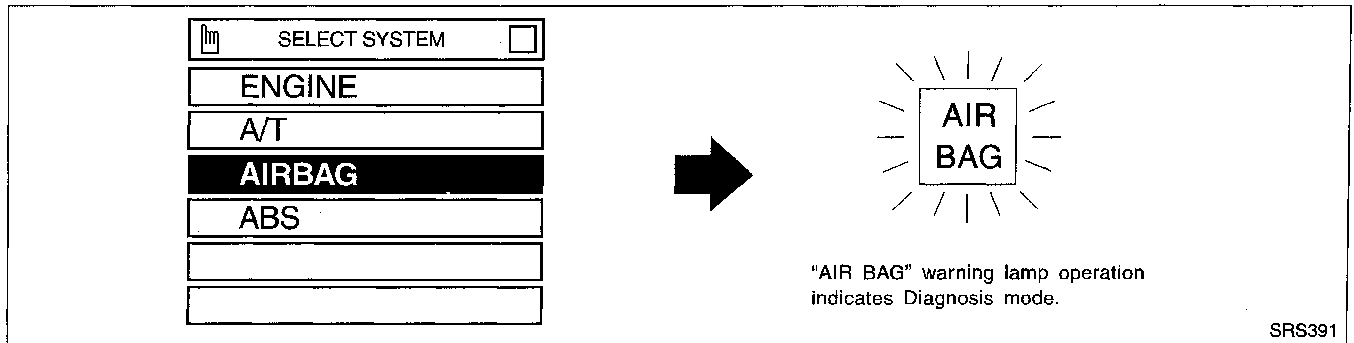 SELECT SYSTEM
ENGINE
A/T
AIRBAG
ABS
AIR
BAG
"AIR BAG" warning lamp operation
indicates Diagnosis mode.
SRS391